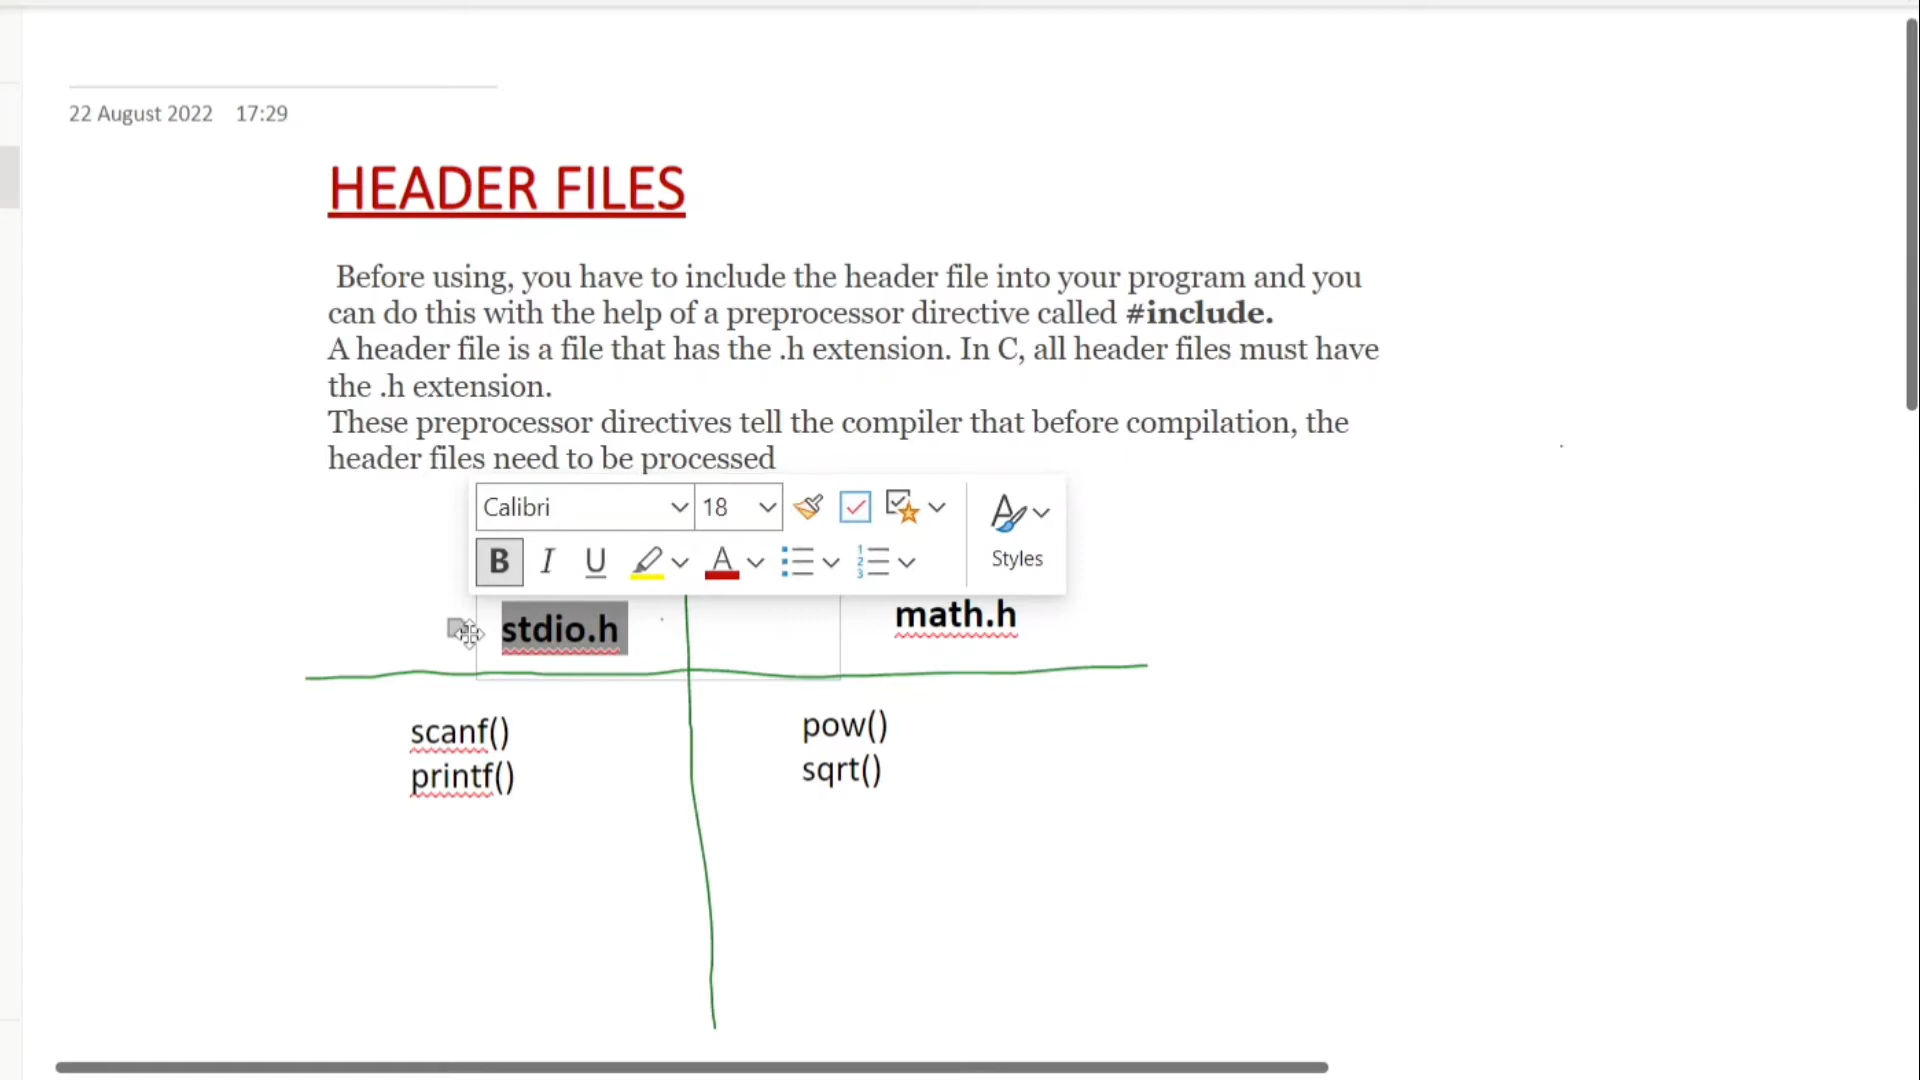 22 August 2022 17:29
HEADER FILES
Before using, you have to include the header file into your program and you
can do this with the help of a preprocessor directive called #include.
A header file is a file that has the .h extension. In C, all header files must have
the .h extension.
These preprocessor directives tell the compiler that before compilation, the
header files need to be processed
Calibri 18
B I U A Styles
stdio.h math.h
scanf() pow()
printf() sqrt()